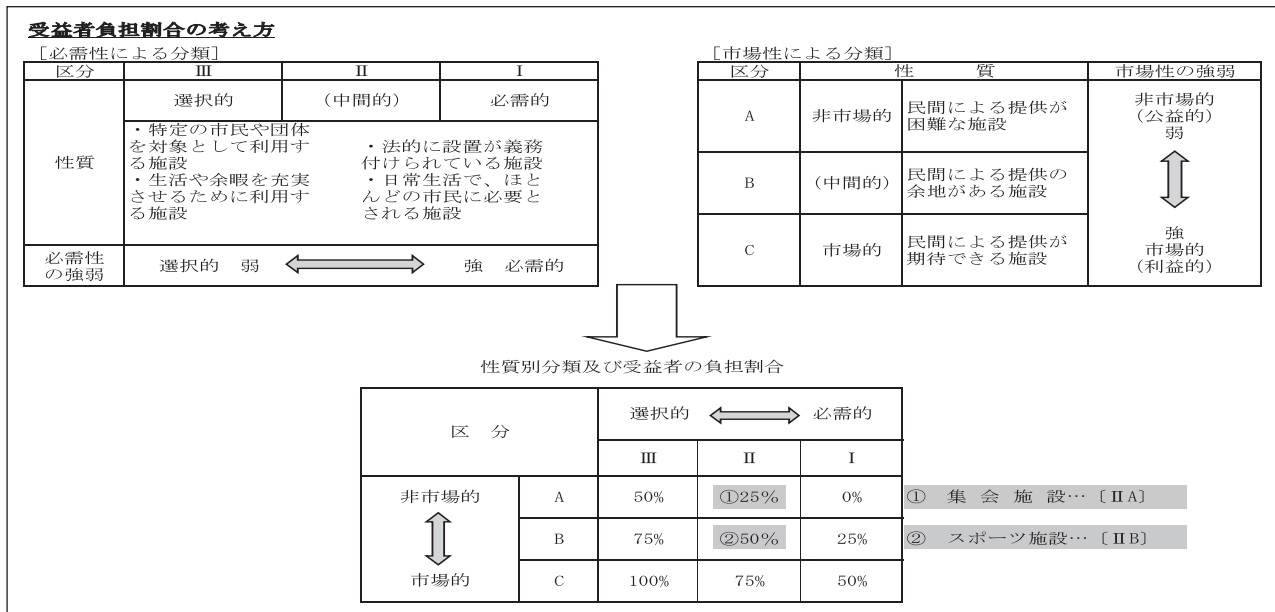 受益者負担割合の考え方
[必需性による分類]
区分 Ⅲ Ⅱ Ⅰ
性質
選択的 (中間的) 必需的
・特定の市民や団体
を対象として利用す
る施設
・生活や余暇を充実
させるために利用す
る施設
・法的に設置が義務
付けられている施設
・日常生活で、ほと
んどの市民に必要と
される施設
必需性
の強弱
選択的 弱 強 必需的
[市場性による分類]
区分 性 質 市場性の強弱
A 非市場的
民間による提供が
困難な施設
B (中間的)
民間による提供の
余地がある施設
C 市場的
民間による提供が
期待できる施設
非市場的
(公益的)
弱
強
市場的
(利益的)
性質別分類及び受益者の負担割合
区 分
選択的 必需的
Ⅲ Ⅱ Ⅰ
非市場的
市場的
A 50% ①25% 0%
B 75% ②50% 25%
C 100% 75% 50%
① 集 会 施 設… 〔ⅡA〕
② スポーツ施設… 〔ⅡB〕